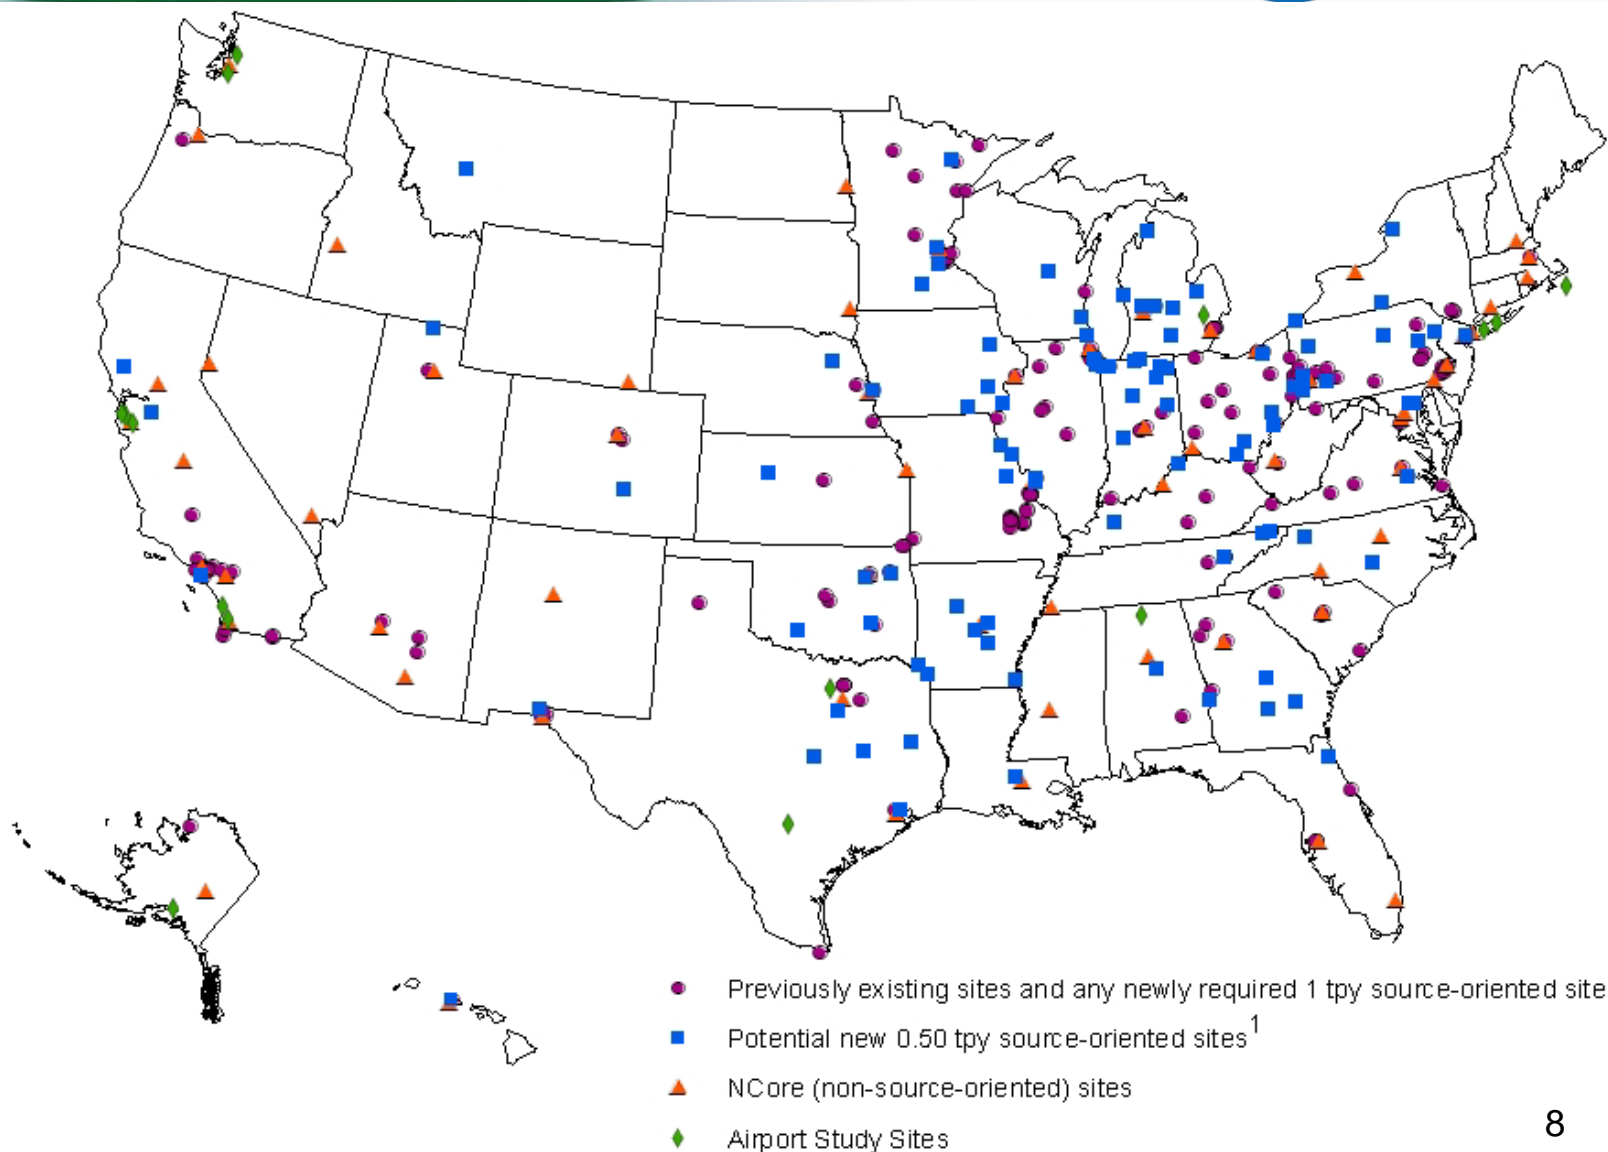 Previously existing sites and any newly required 1 tpy source-oriented site
Potential new 0.50 tpy source-oriented sites1
NCore (non-source-oriented) sites
Airport Study Sites
8